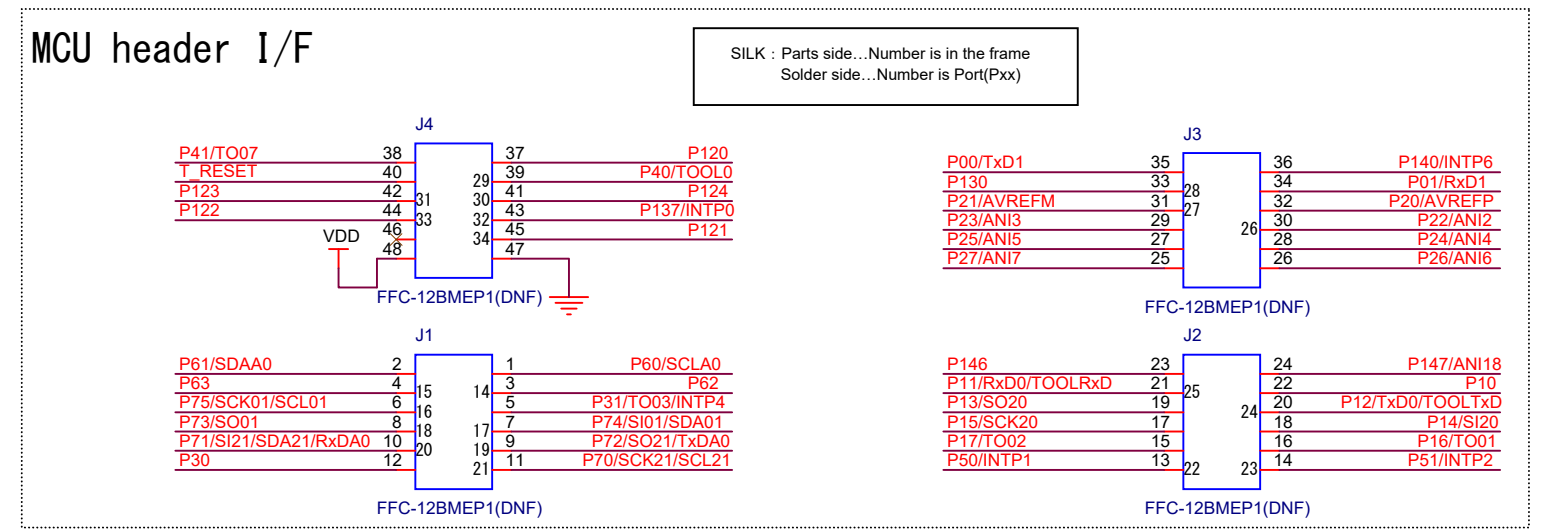 MCU header I/F
SILK : Parts side…Number is in the frame
Solder side…Number is Port(Pxx)
J4
P41/TO07 38 37 P120
T_RESET 40 29 39 P40/TOOL0
P123 42 31 30 41 P124
P122 44 33 32 43 P137/INTP0
46 34 45 P121
VDD 48 47
FFC-12BMEP1(DNF)
J3
P00/TxD1 35 36 P140/INTP6
P130 33 28 34 P01/RxD1
P21/AVREFM 31 27 32 P20/AVREFP
P23/ANI3 29 26 30 P22/ANI2
P25/ANI5 27 28 P24/ANI4
P27/ANI7 25 26 P26/ANI6
FFC-12BMEP1(DNF)
J1
P61/SDAA0 2 1 P60/SCLA0
P63 4 15 14 3 P62
P75/SCK01/SCL01 6 16 5 P31/TO03/INTP4
P73/SO01 8 18 17 7 P74/SI01/SDA01
P71/SI21/SDA21/RxDA0 10 20 19 9 P72/SO21/TxDA0
P30 12 21 11 P70/SCK21/SCL21
FFC-12BMEP1(DNF)
J2
P146 23 24 P147/ANI18
P11/RxD0/TOOLRxD 21 25 22 P10
P13/SO20 19 24 20 P12/TxD0/TOOLTxD
P15/SCK20 17 18 P14/SI20
P17/TO02 15 16 P16/TO01
P50/INTP1 13 22 23 14 P51/INTP2
FFC-12BMEP1(DNF)